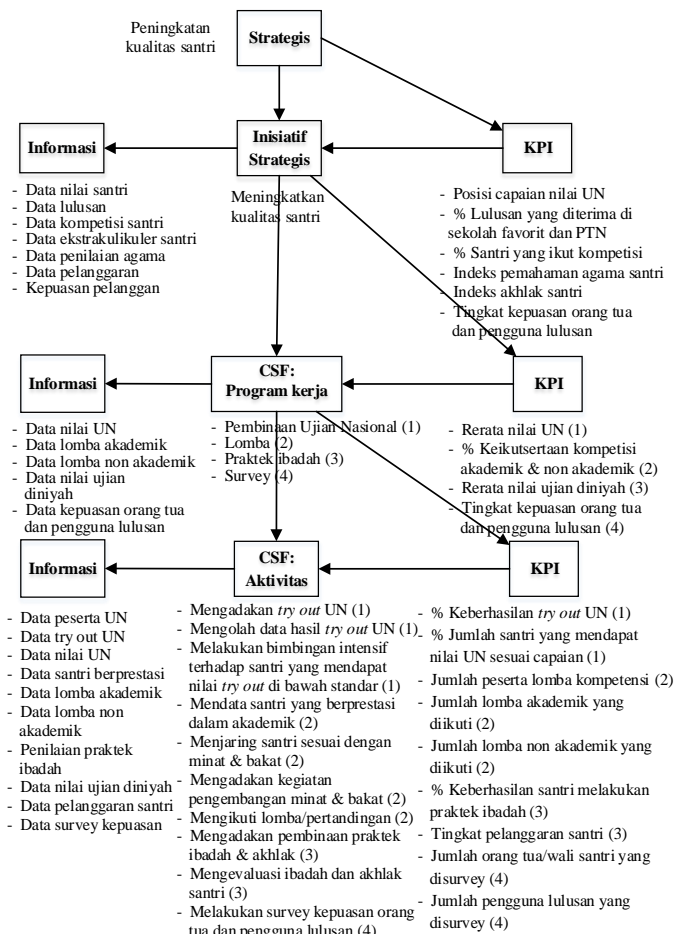 Peningkatan
kualitas santri
Strategis
Informasi
Inisiatif
Strategis
KPI
- Data nilai santri
- Data lulusan
- Data kompetisi santri
- Data ekstrakulikuler santri
- Data penilaian agama
- Data pelanggaran
- Kepuasan pelanggan
Meningkatkan
kualitas santri
- Posisi capaian nilai UN
- % Lulusan yang diterima di
sekolah favorit dan PTN
- % Santri yang ikut kompetisi
- Indeks pemahaman agama santri
- Indeks akhlak santri
- Tingkat kepuasan orang tua
dan pengguna lulusan
Informasi
CSF:
Program kerja
KPI
- Data nilai UN
- Data lomba akademik
- Data lomba non akademik
- Data nilai ujian
diniyah
- Data kepuasan orang tua
dan pengguna lulusan
- Pembinaan Ujian Nasional (1)
- Lomba (2)
- Praktek ibadah (3)
- Survey (4)
- Rerata nilai UN (1)
- % Keikutsertaan kompetisi
akademik & non akademik (2)
- Rerata nilai ujian diniyah (3)
- Tingkat kepuasan orang tua
dan pengguna lulusan (4)
Informasi
CSF:
Aktivitas
KPI
- Data peserta UN
- Data try out UN
- Data nilai UN
- Data santri berprestasi
- Data lomba akademik
- Data lomba non
akademik
- Penilaian praktek
ibadah
- Data nilai ujian diniyah
- Data pelanggaran santri
- Data survey kepuasan
- Mengadakan try out UN (1)
- Mengolah data hasil try out UN (1)
- Melakukan bimbingan intensif
terhadap santri yang mendapat
nilai try out di bawah standar (1)
- Mendata santri yang berprestasi
dalam akademik (2)
- Menjaring santri sesuai dengan
minat & bakat (2)
- Mengadakan kegiatan
pengembangan minat & bakat (2)
- Mengikuti lomba/pertandingan (2)
- Mengadakan pembinaan praktek
ibadah & akhlak (3)
- Mengevaluasi ibadah dan akhlak
santri (3)
- Melakukan survey kepuasan orang
tua dan pengguna lulusan (4)
- % Keberhasilan try out UN (1)
- % Jumlah santri yang mendapat
nilai UN sesuai capaian (1)
- Jumlah peserta lomba kompetensi (2)
- Jumlah lomba akademik yang
diikuti (2)
- Jumlah lomba non akademik yang
diikuti (2)
- % Keberhasilan santri melakukan
praktek ibadah (3)
- Tingkat pelanggaran santri (3)
- Jumlah orang tua/wali santri yang
disurvey (4)
- Jumlah pengguna lulusan yang
disurvey (4)